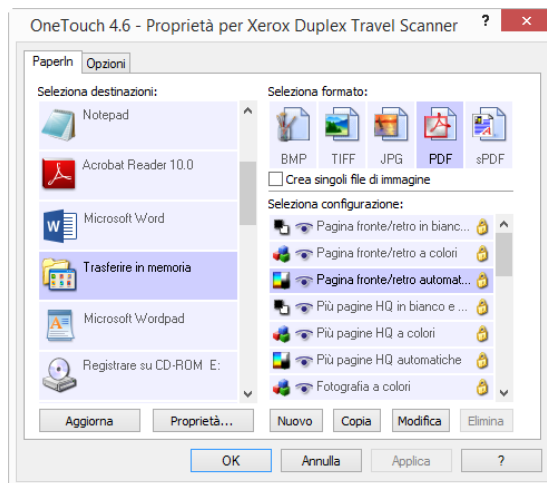 OneTouch 4.6 - Proprietà per Xerox Duplex Travel Scanner ? ×
PaperIn Opzioni
Seleziona destinazioni:
Notepad
Acrobat Reader 10.0
Microsoft Word
Trasferire in memoria
Microsoft Wordpad
Registrare su CD-ROM E:
Aggiorna Proprietà...
Seleziona formato:
BMP TIFF JPG PDF sPDF
Crea singoli file di immagine
Seleziona configurazione:
Pagina fronte/retro in bianc...
Pagina fronte/retro a colori
Pagina fronte/retro automat...
Più pagine HQ in bianco e ...
Più pagine HQ a colori
Più pagine HQ automatiche
Fotografia a colori
Nuovo Copia Modifica Elimina
OK Annulla Applica ?